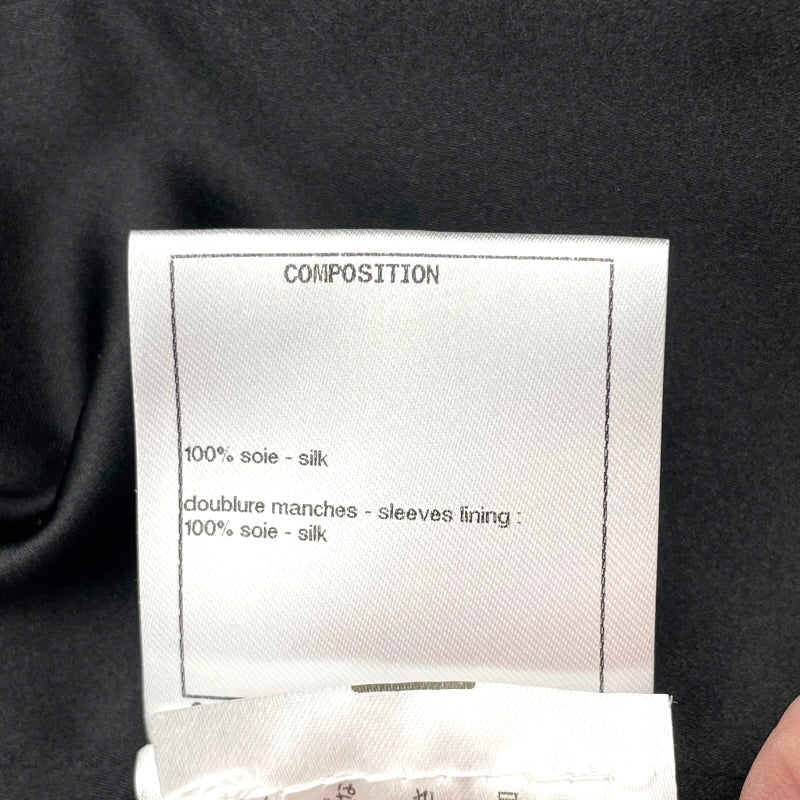 COMPOSITION
100% soie - silk
doublure manches - sleeves lining :
100% soie - silk